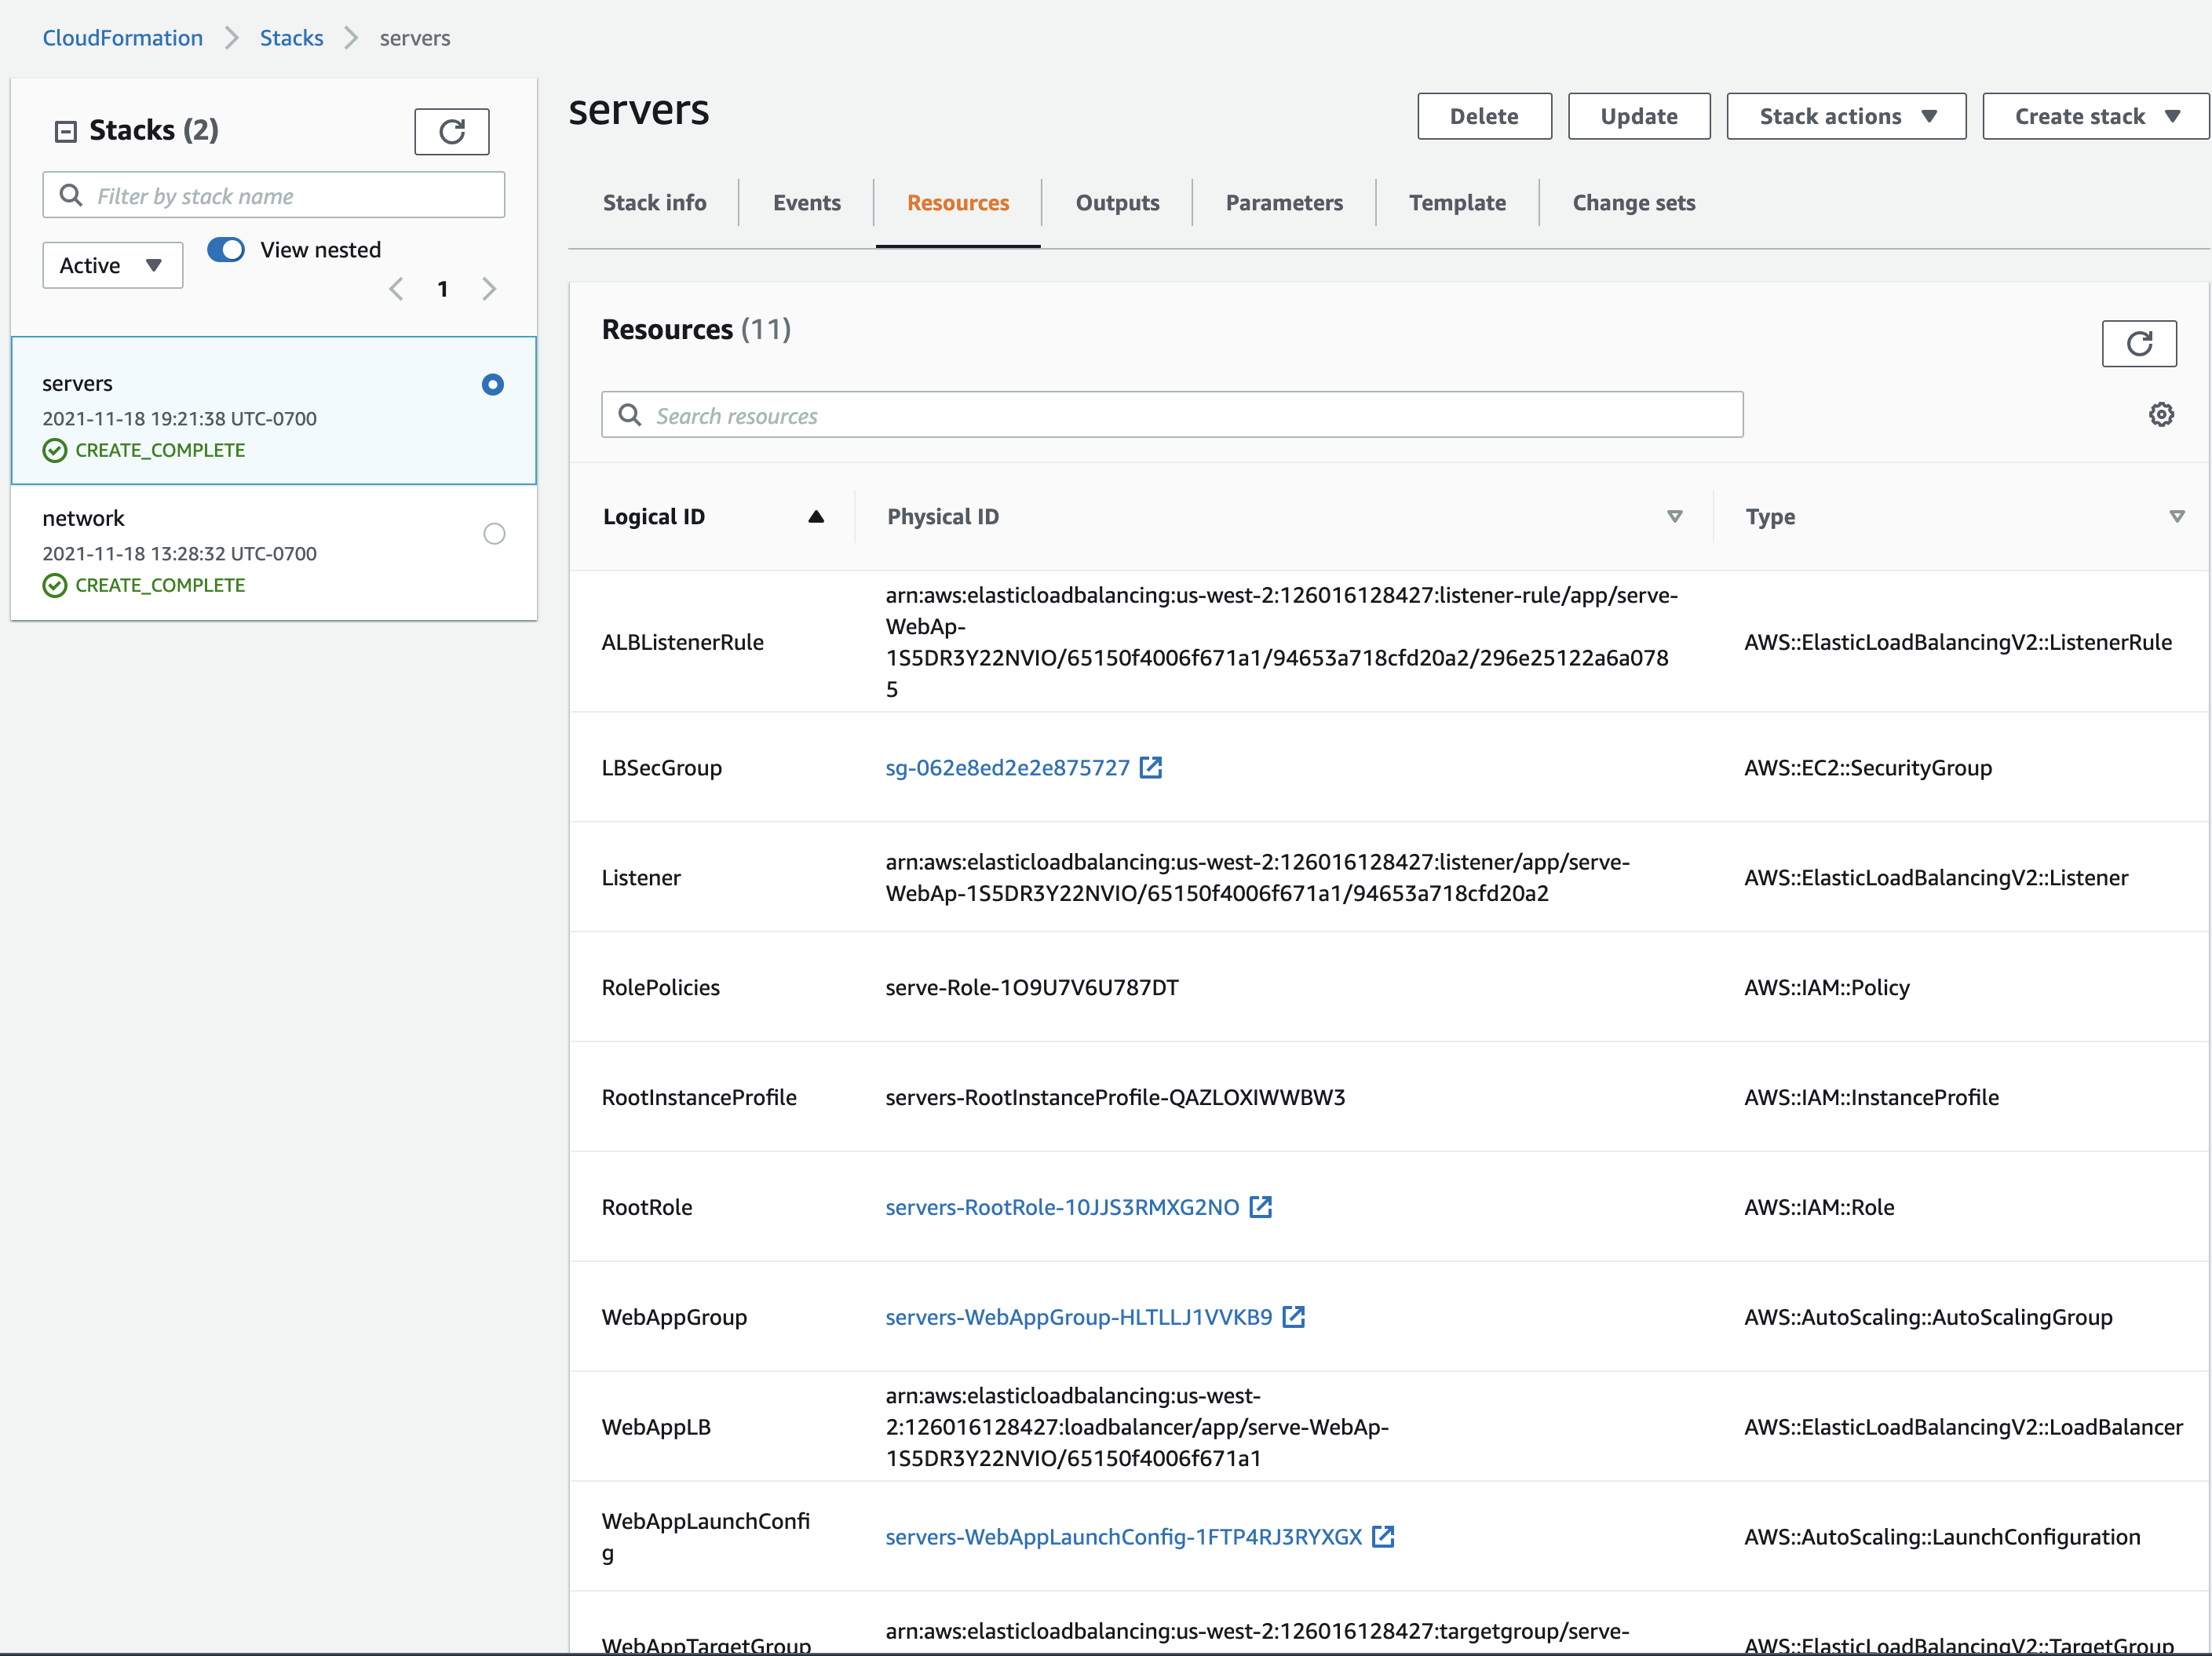 CloudFormation > Stacks > servers
Stacks (2)
Filter by stack name
Active
View nested
1
servers
2021-11-18 19:21:38 UTC-0700
CREATE_COMPLETE
network
2021-11-18 13:28:32 UTC-0700
CREATE_COMPLETE
servers
Delete
Update
Stack actions
Create stack
Stack info
Events
Resources
Outputs
Parameters
Template
Change sets
Resources (11)
Search resources
Logical ID
Physical ID
Type
ALBListenerRule
arn:aws:elasticloadbalancing:us-west-2:126016128427:listener-rule/app/serve-
WebAp-
1S5DR3Y22NVIO/65150f4006f671a1/94653a718cfd20a2/296e25122a6a078
5
AWS::ElasticLoadBalancingV2::ListenerRule
LBSecGroup
sg-062e8ed2e2e875727
AWS::EC2::SecurityGroup
Listener
arn:aws:elasticloadbalancing:us-west-2:126016128427:listener/app/serve-
WebAp-1S5DR3Y22NVIO/65150f4006f671a1/94653a718cfd20a2
AWS::ElasticLoadBalancingV2::Listener
RolePolicies
serve-Role-1O9U7V6U787DT
AWS::IAM::Policy
RootInstanceProfile
servers-RootInstanceProfile-QAZLOXIWWBW3
AWS::IAM::InstanceProfile
RootRole
servers-RootRole-10JJS3RMXG2NO
AWS::IAM::Role
WebAppGroup
servers-WebAppGroup-HLTLLJ1VVKB9
AWS::AutoScaling::AutoScalingGroup
WebAppLB
arn:aws:elasticloadbalancing:us-west-
2:126016128427:loadbalancer/app/serve-WebAp-
1S5DR3Y22NVIO/65150f4006f671a1
AWS::ElasticLoadBalancingV2::LoadBalancer
WebAppLaunchConfi
g
servers-WebAppLaunchConfig-1FTP4RJ3RYXGX
AWS::AutoScaling::LaunchConfiguration
WebAppTargetGroup
arn:aws:elasticloadbalancing:us-west-2:126016128427:targetgroup/serve-
AWS::ElasticLoadBalancingV2::TargetGroup